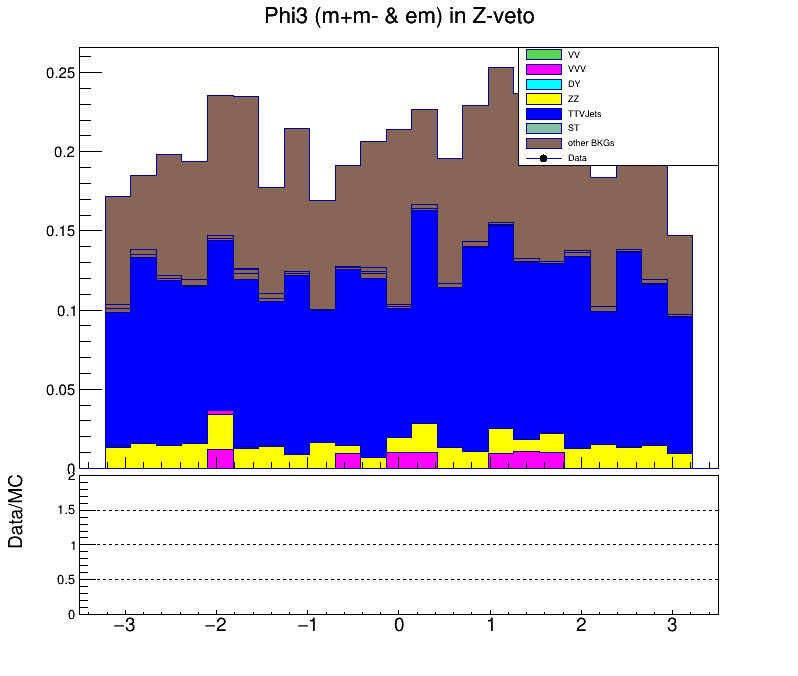 Phi3 (m+m- & em) in Z-veto
0.25
0.2
0.15
0.1
0.05
0
VV
VVV
DY
ZZ
TTVJets
ST
other BKGs
Data
Data/MC
2
1.5
1
0.5
0
−3 −2 −1 0 1 2 3